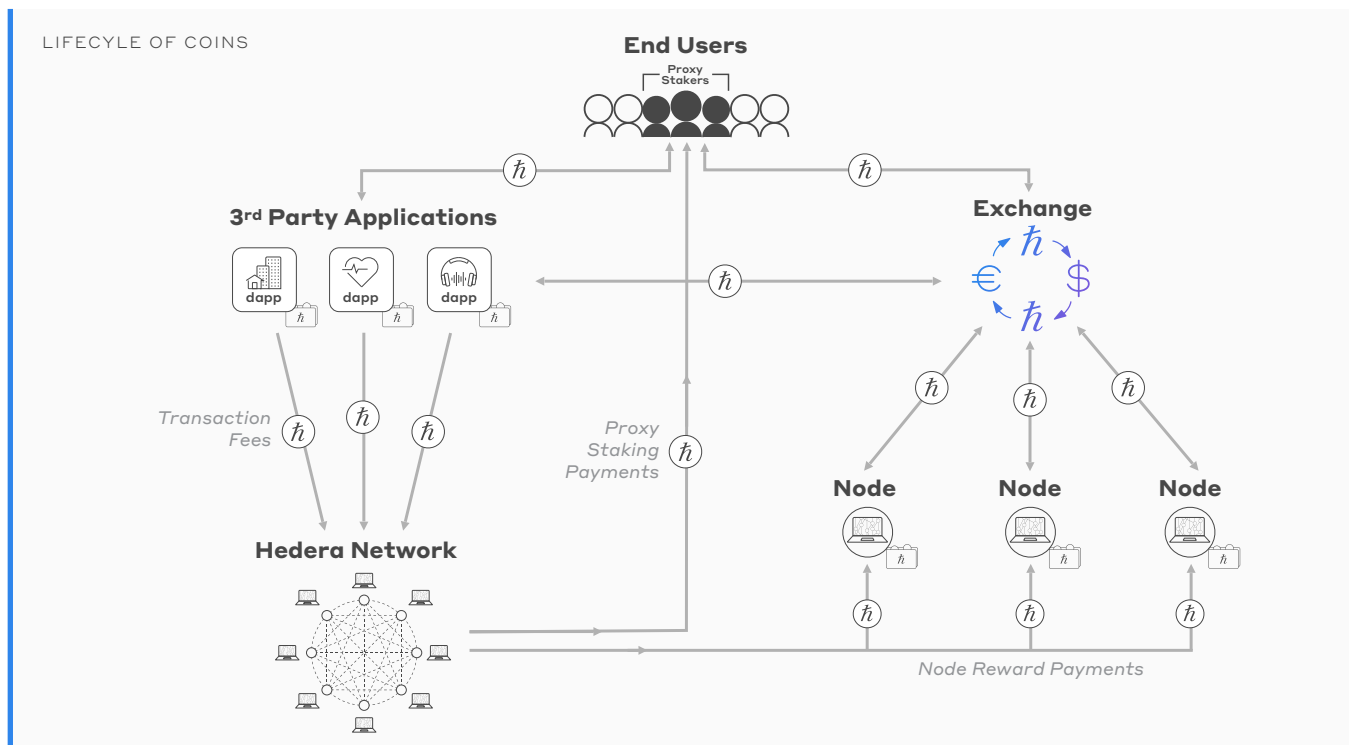 LIFECYLE OF COINS
End Users
Proxy
Stakers
ħ
ħ
3rd Party Applications
Exchange
ħ
€
$
ħ
dapp
dapp
dapp
ħ
ħ
ħ
ħ
ħ
ħ
ħ
Transaction
Fees
ħ
ħ
ħ
Proxy
Staking
Payments
ħ
ħ
Node
Node
Node
Hedera Network
ħ
ħ
ħ
ħ
ħ
ħ
Node Reward Payments